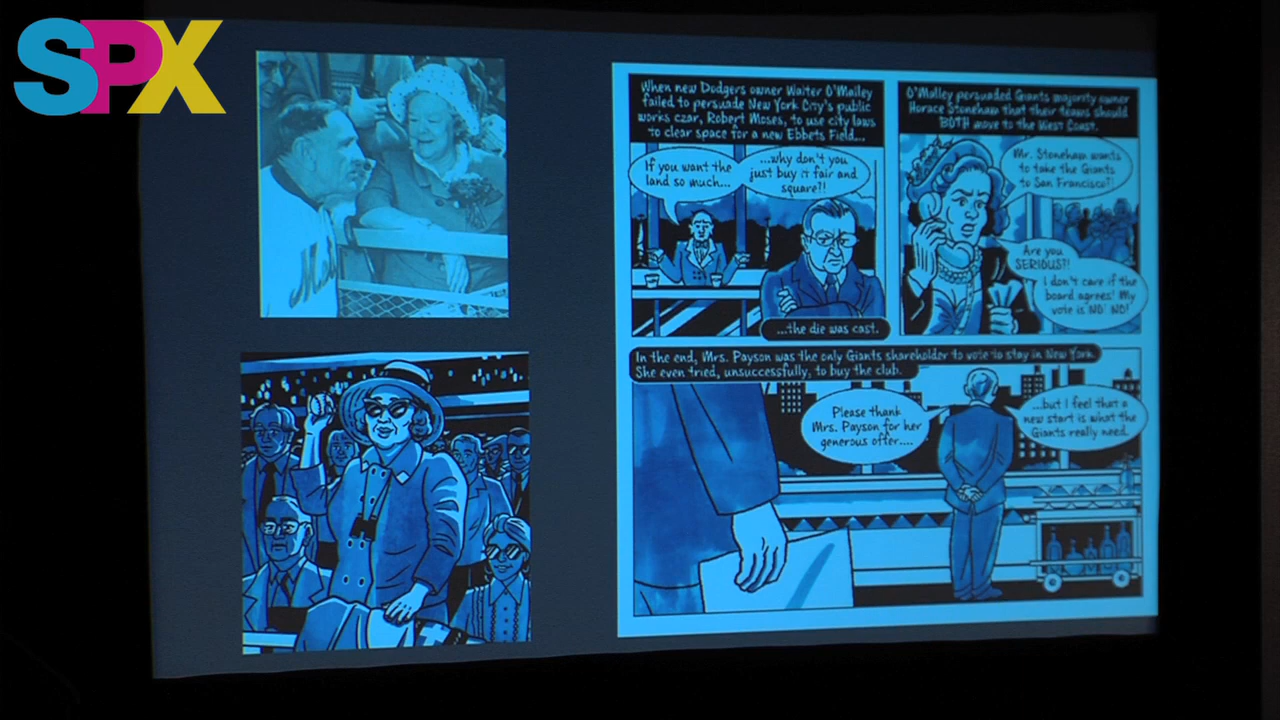 SPX
Mets
When new Dodgers owner Walter O'Malley
failed to persuade New York City's public
works czar, Robert Moses, to use city laws
to clear space for a new Ebbets Field...
If you want the
land so much...
...why don't you
just buy it fair and
square?!
...the die was cast.
O'Malley persuaded Giants majority owner
Horace Stoneham that their teams should
BOTH move to the West Coast.
Mr. Stoneham wants
to take the Giants
to San Francisco?!
Are you
SERIOUS?!
I don't care if the
board agrees! My
vote is 'NO!' NO!
In the end, Mrs. Payson was the only Giants shareholder to vote to stay in New York.
She even tried, unsuccessfully, to buy the club.
Please thank
Mrs. Payson for her
generous offer....
...but I feel that a
new start is what the
Giants really need.